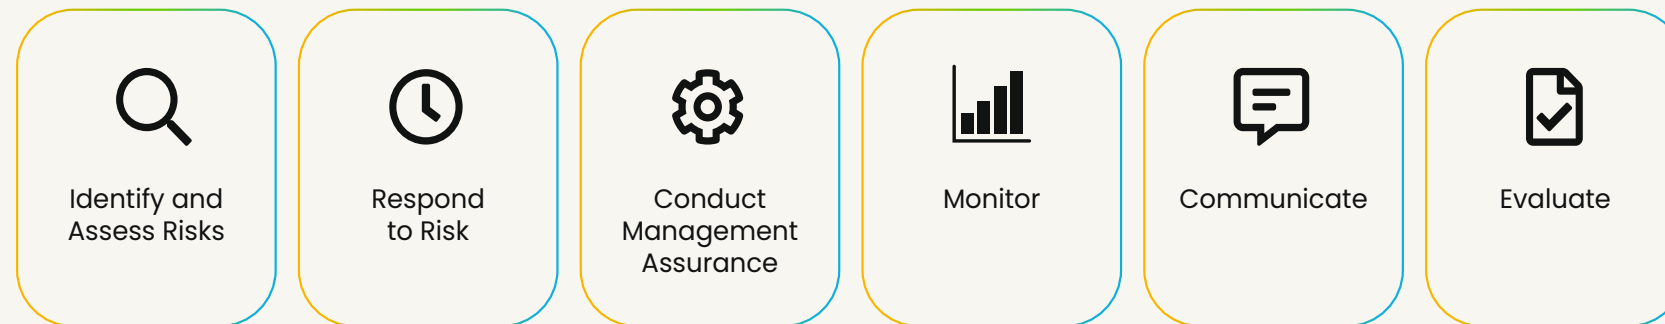 Identify and
Assess Risks
Respond
to Risk
Conduct
Management
Assurance
Monitor
Communicate
Evaluate